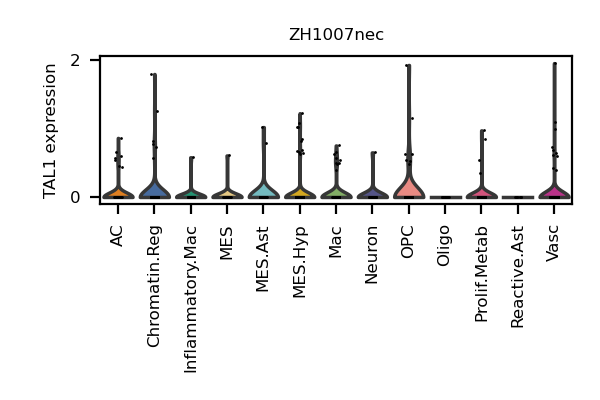 ZH1007nec
TAL1 expression
2
0
AC
Chromatin.Reg
Inflammatory.Mac
MES
MES.Ast
MES.Hyp
Mac
Neuron
OPC
Oligo
Prolif.Metab
Reactive.Ast
Vasc